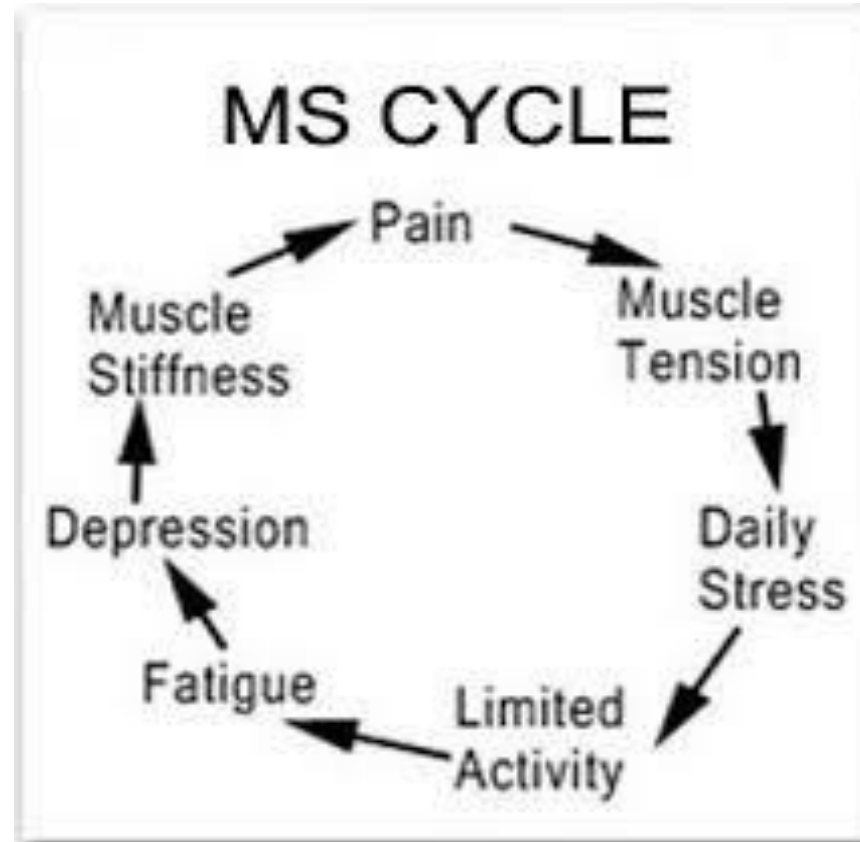 MS CYCLE
Pain
Muscle
Tension
Daily
Stress
Limited
Activity
Fatigue
Depression
Muscle
Stiffness